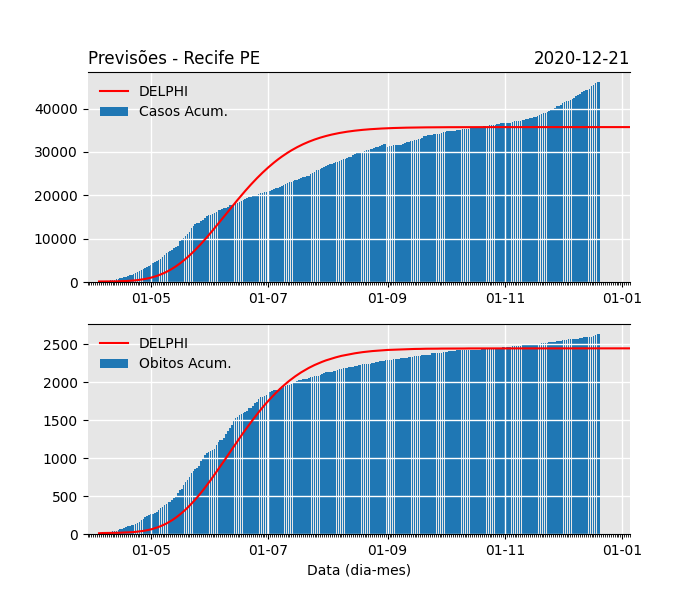 Previsões - Recife PE 2020-12-21
DELPHI
Casos Acum.
40000
30000
20000
10000
0
01-05 01-07 01-09 01-11 01-01
DELPHI
Obitos Acum.
2500
2000
1500
1000
500
0
01-05 01-07 01-09 01-11 01-01
Data (dia-mes)